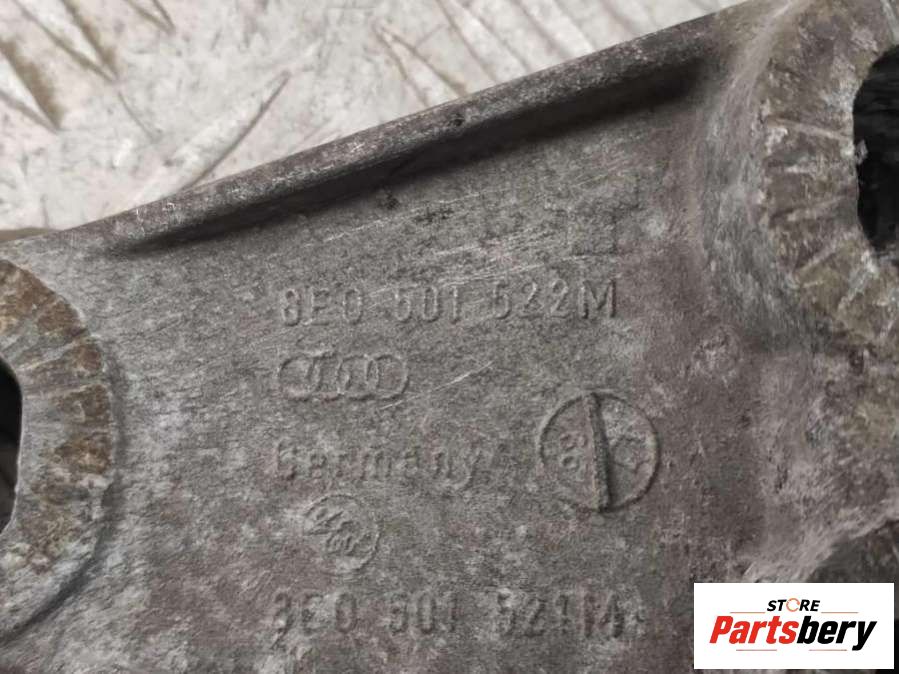 8E0 501 522M
Germany
8E0 501 521M
STORE
Partsbery